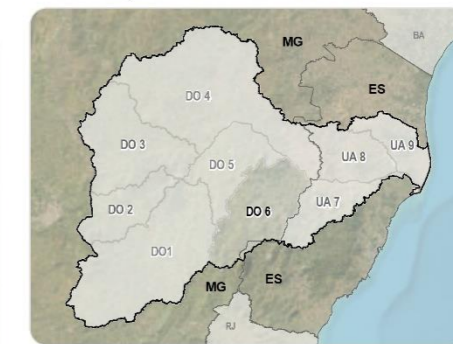 BA
MG
ES
DO 4
DO 3
DO 5
UA 8
UA 9
DO 2
DO 6
UA 7
DO1
MG
ES
RJ